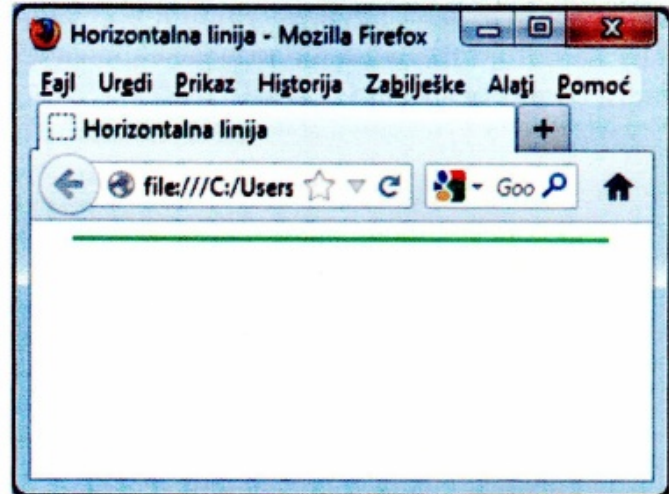 Horizontalna linija - Mozilla Firefox
Fajl Uredi Prikaz Historija Zabilješke Alati Pomoć
Horizontalna linija +
file:///C:/Users Goo